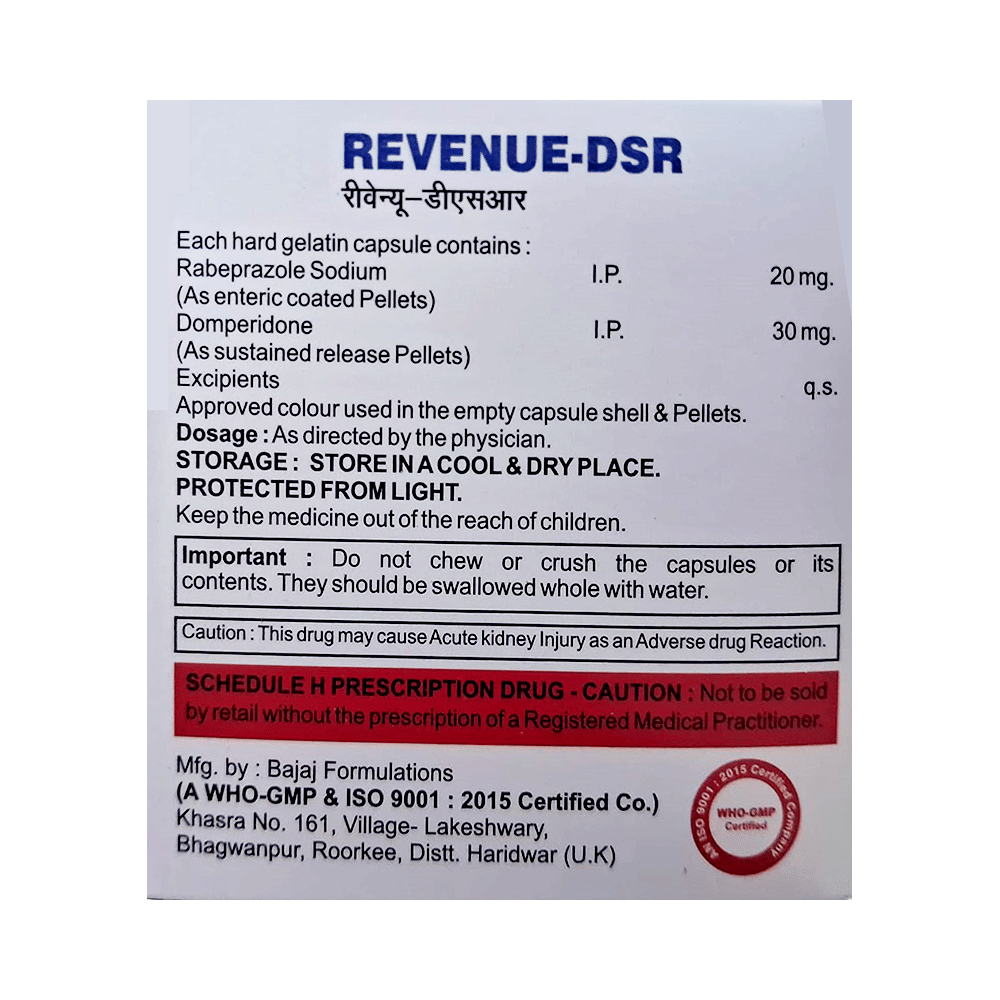 REVENUE-DSR
रीवेन्यू–डीएसआर
Each hard gelatin capsule contains :
Rabeprazole Sodium I.P. 20 mg.
(As enteric coated Pellets)
Domperidone I.P. 30 mg.
(As sustained release Pellets)
Excipients q.s.
Approved colour used in the empty capsule shell & Pellets.
Dosage : As directed by the physician.
STORAGE : STORE IN A COOL & DRY PLACE.
PROTECTED FROM LIGHT.
Keep the medicine out of the reach of children.
Important : Do not chew or crush the capsules or its
contents. They should be swallowed whole with water.
Caution : This drug may cause Acute kidney Injury as an Adverse drug Reaction.
SCHEDULE H PRESCRIPTION DRUG - CAUTION : Not to be sold
by retail without the prescription of a Registered Medical Practitioner.
Mfg. by : Bajaj Formulations
(A WHO-GMP & ISO 9001 : 2015 Certified Co.)
Khasra No. 161, Village- Lakeshwary,
Bhagwanpur, Roorkee, Distt. Haridwar (U.K)
AN ISO 9001 : 2015 Certified Company
WHO-GMP
Certified